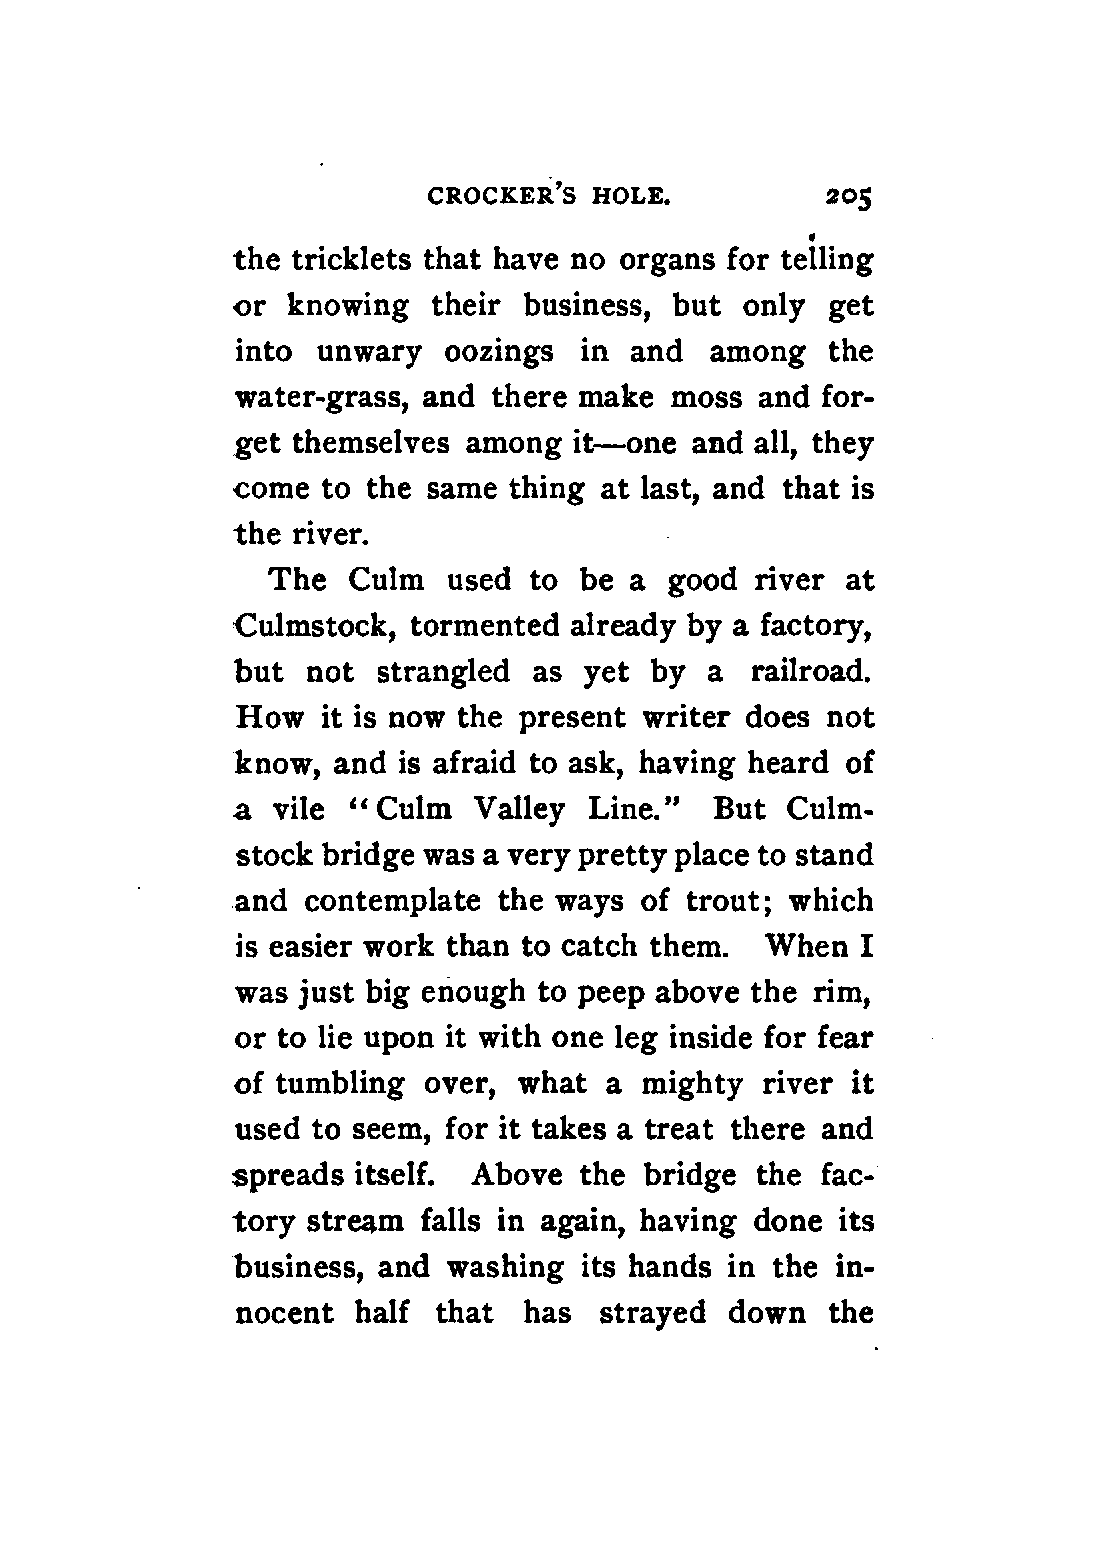 CROCKER'S HOLE. 205
the tricklets that have no organs for telling
or knowing their business, but only get
into unwary oozings in and among the
water-grass, and there make moss and for-
get themselves among it—one and all, they
come to the same thing at last, and that is
the river.
The Culm used to be a good river at
Culmstock, tormented already by a factory,
but not strangled as yet by a railroad.
How it is now the present writer does not
know, and is afraid to ask, having heard of
a vile "Culm Valley Line." But Culm-
stock bridge was a very pretty place to stand
and contemplate the ways of trout; which
is easier work than to catch them. When I
was just big enough to peep above the rim,
or to lie upon it with one leg inside for fear
of tumbling over, what a mighty river it
used to seem, for it takes a treat there and
spreads itself. Above the bridge the fac-
tory stream falls in again, having done its
business, and washing its hands in the in-
nocent half that has strayed down the